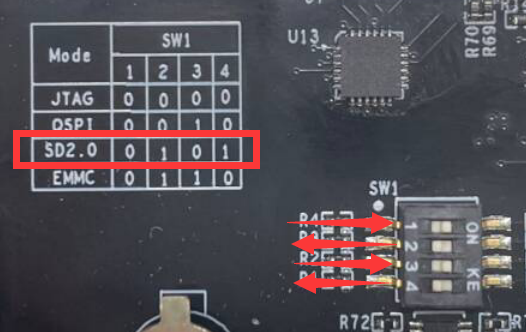 U13
R70
R69
Mode SW1
1 2 3 4
JTAG 0 0 0 0
QSPI 0 0 1 0
SD2.0 0 1 0 1
EMMC 0 1 1 0
SW1
R4
R3
R2
1 ON
2
3
4 KE
R72